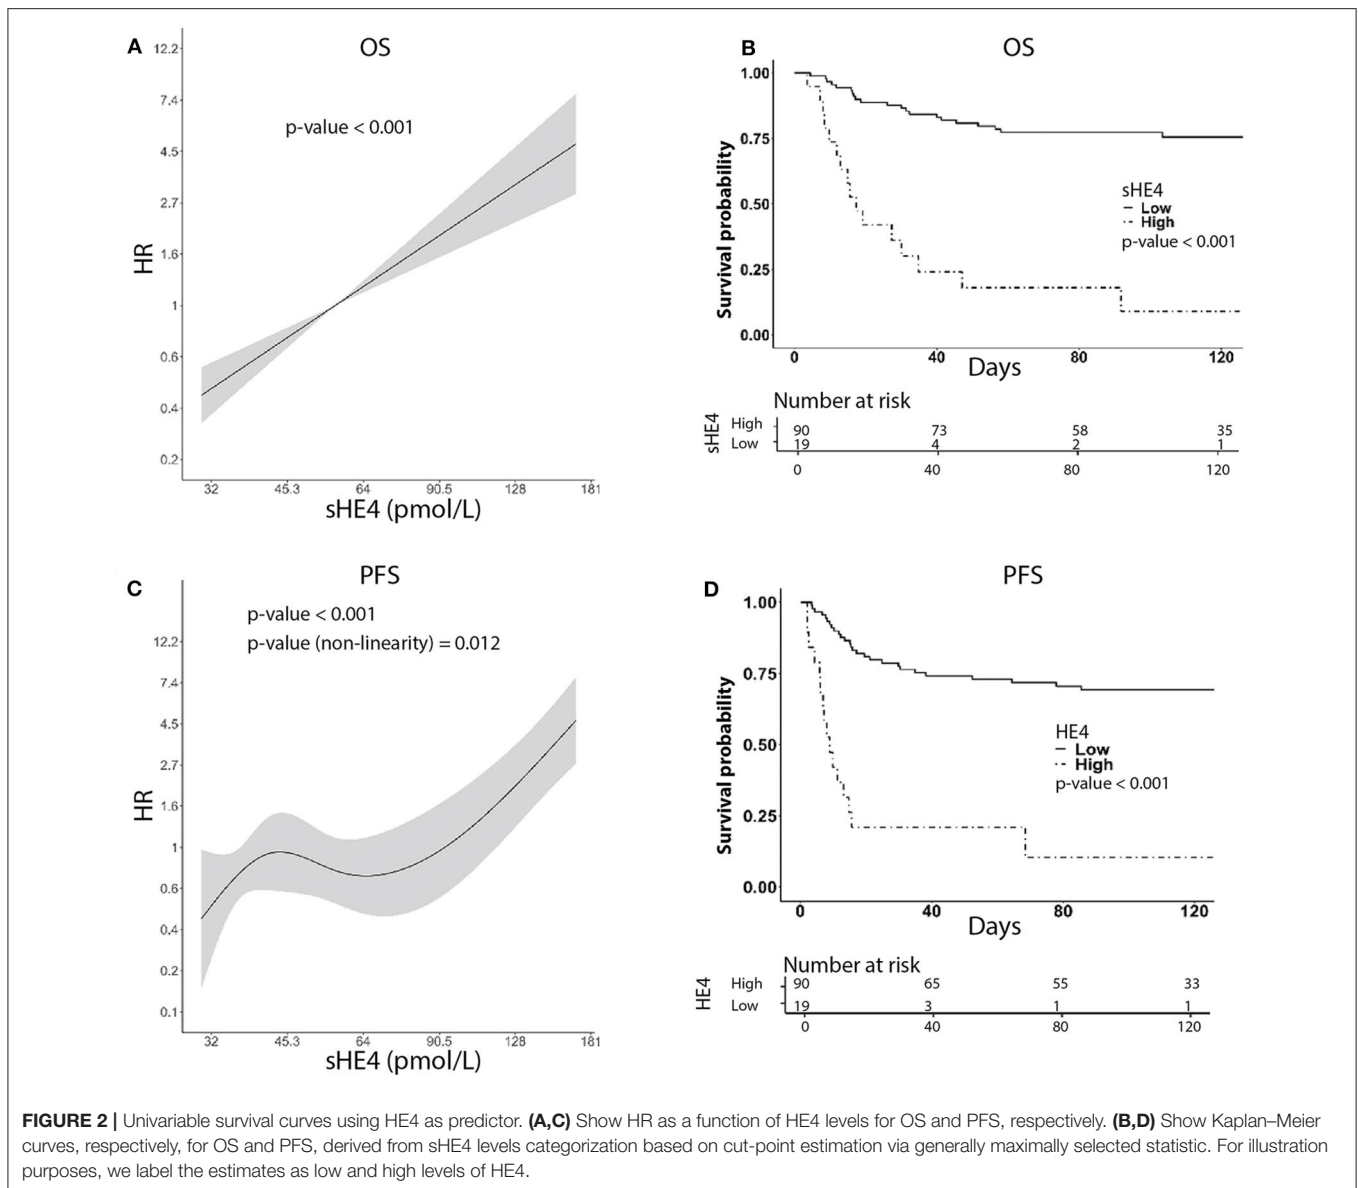 A
OS
12.2
7.4
4.5
2.7
1.6
1
0.6
0.4
0.2
HR
p-value < 0.001
32 45.3 64 90.5 128 181
sHE4 (pmol/L)
B
OS
1.00
0.75
0.50
0.25
0.00
Survival probability
sHE4
Low
High
p-value < 0.001
0 40 80 120
Days
Number at risk
sHE4
High 90 73 58 35
Low 19 4 2 1
0 40 80 120
C
PFS
p-value < 0.001
p-value (non-linearity) = 0.012
12.2
7.4
4.5
2.7
1.6
1
0.6
0.4
0.2
0.1
HR
32 45.3 64 90.5 128 181
sHE4 (pmol/L)
D
PFS
1.00
0.75
0.50
0.25
0.00
Survival probability
HE4
Low
High
p-value < 0.001
0 40 80 120
Days
Number at risk
HE4
High 90 65 55 33
Low 19 3 1 1
0 40 80 120
FIGURE 2 | Univariable survival curves using HE4 as predictor. (A,C) Show HR as a function of HE4 levels for OS and PFS, respectively. (B,D) Show Kaplan–Meier
curves, respectively, for OS and PFS, derived from sHE4 levels categorization based on cut-point estimation via generally maximally selected statistic. For illustration
purposes, we label the estimates as low and high levels of HE4.